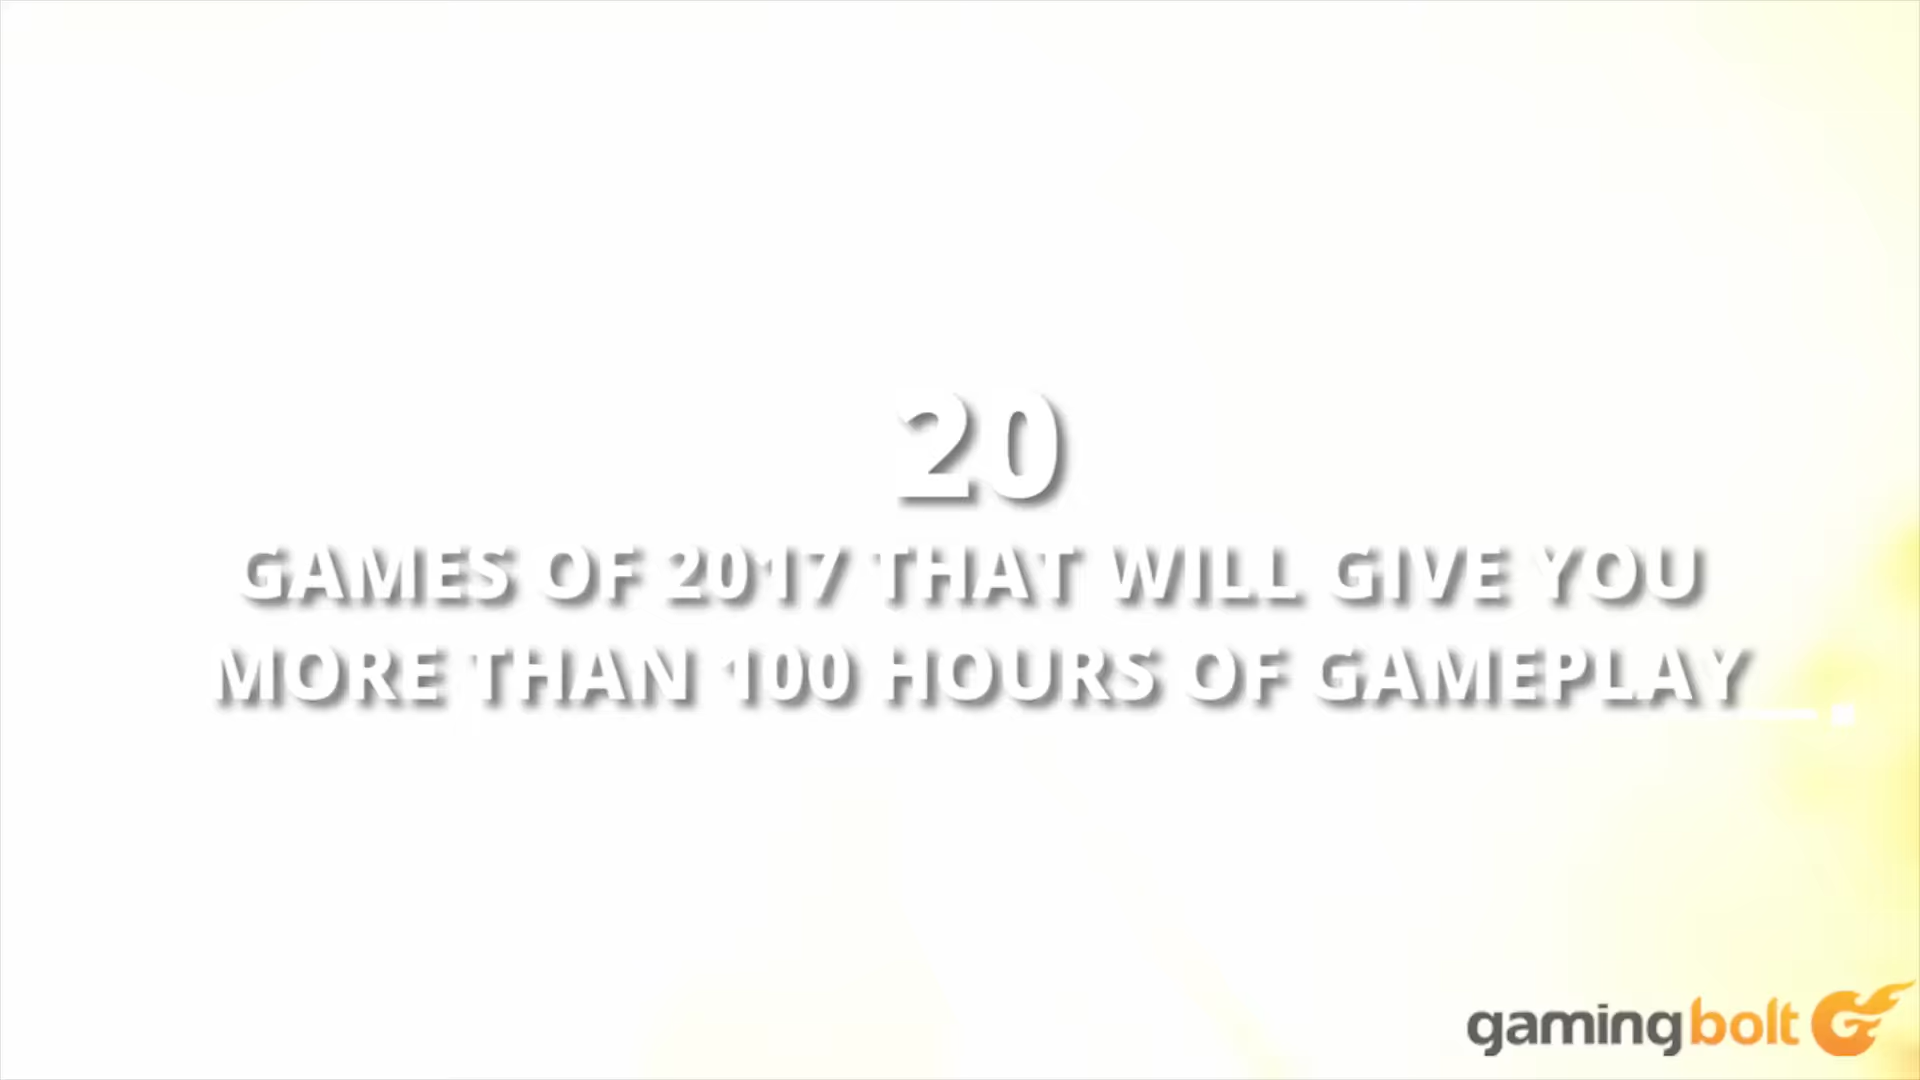 20
GAMES OF 2017 THAT WILL GIVE YOU
MORE THAN 100 HOURS OF GAMEPLAY
gamingbolt